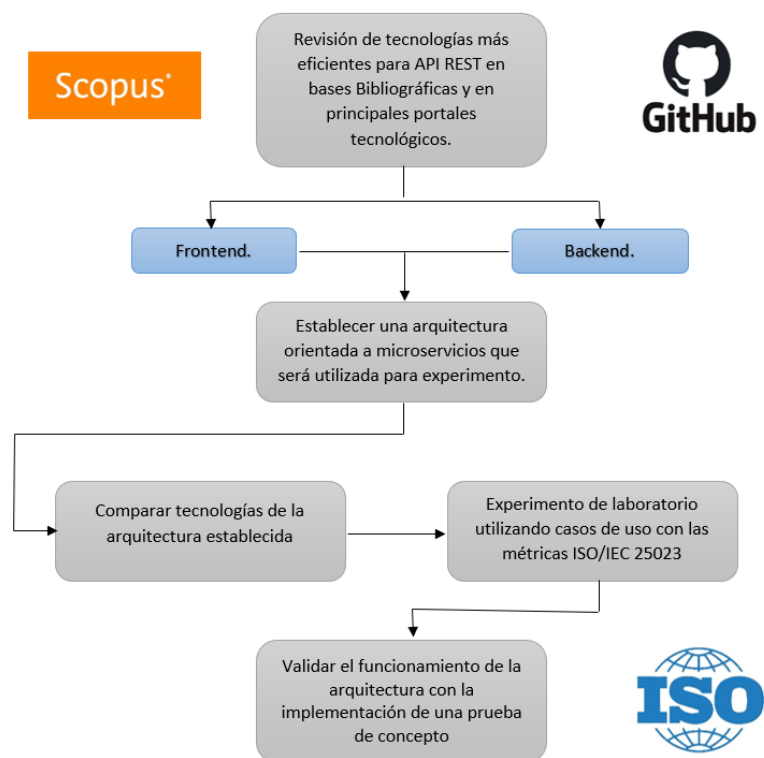 Revisión de tecnologías más
eficientes para API REST en
bases Bibliográficas y en
principales portales
tecnológicos.
Scopus®
GitHub
Frontend.
Backend.
Establecer una arquitectura
orientada a microservicios que
será utilizada para experimento.
Comparar tecnologías de la
arquitectura establecida
Experimento de laboratorio
utilizando casos de uso con las
métricas ISO/IEC 25023
Validar el funcionamiento de la
arquitectura con la
implementación de una prueba
de concepto
ISO